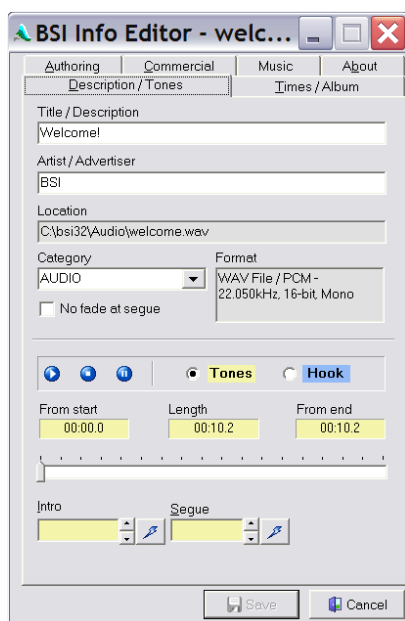 BSI Info Editor - welc...
Authoring Commercial Music About
Description / Tones Times / Album
Title / Description
Welcome!
Artist / Advertiser
BSI
Location
C:\bsi32\Audio\welcome.wav
Category Format
AUDIO WAV File / PCM -
22.050kHz, 16-bit, Mono
No fade at segue
Tones Hook
From start Length From end
00:00.0 00:10.2 00:10.2
Intro Segue
Save Cancel